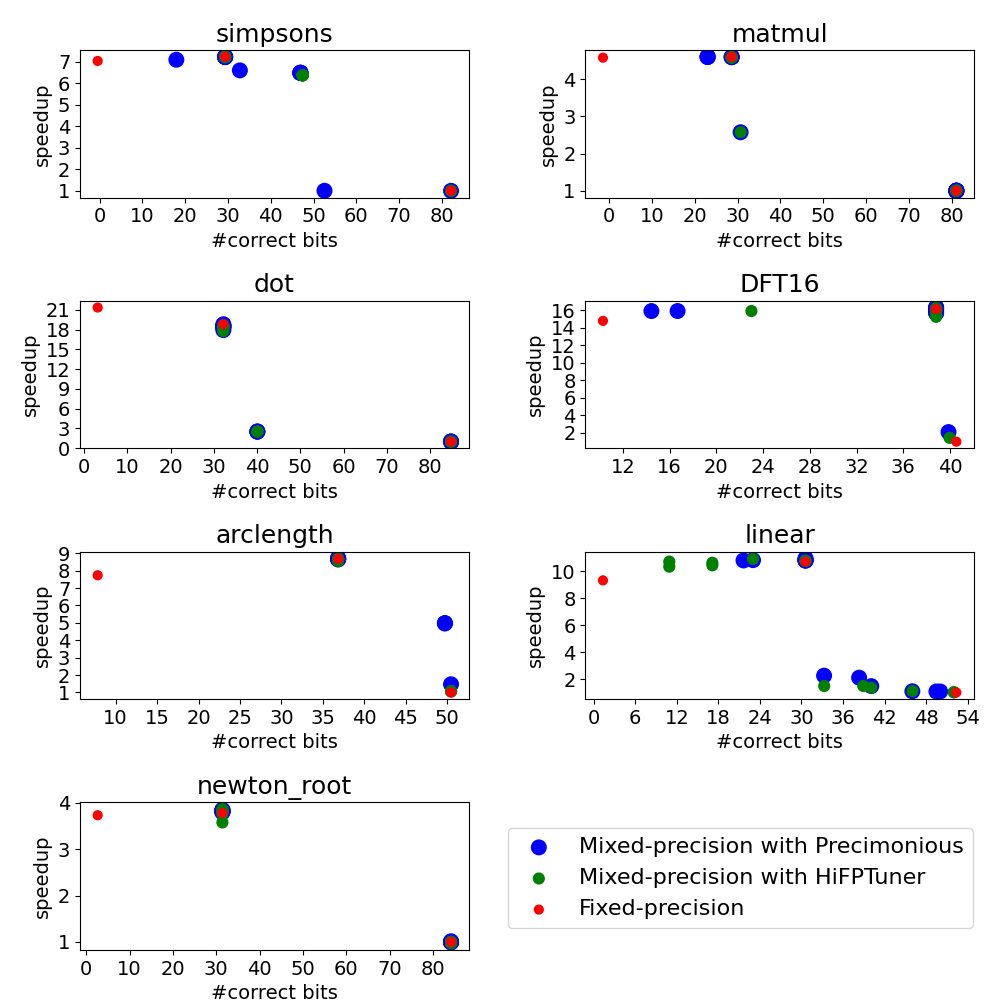 simpsons
7
6
5
4
3
2
1
speedup
0 10 20 30 40 50 60 70 80
#correct bits
matmul
4
3
2
1
speedup
0 10 20 30 40 50 60 70 80
#correct bits
dot
21
18
15
12
9
6
3
0
speedup
0 10 20 30 40 50 60 70 80
#correct bits
DFT16
16
14
12
10
8
6
4
2
speedup
12 16 20 24 28 32 36 40
#correct bits
arclength
9
8
7
6
5
4
3
2
1
speedup
10 15 20 25 30 35 40 45 50
#correct bits
linear
10
8
6
4
2
speedup
0 6 12 18 24 30 36 42 48 54
#correct bits
newton_root
4
3
2
1
speedup
0 10 20 30 40 50 60 70 80
#correct bits
Mixed-precision with Precimonious
Mixed-precision with HiFPTuner
Fixed-precision